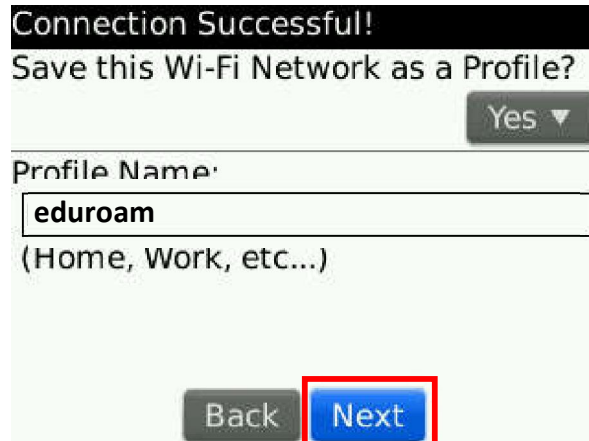 Connection Successful!
Save this Wi-Fi Network as a Profile?
Yes ▼
Profile Name:
eduroam
(Home, Work, etc...)
Back Next